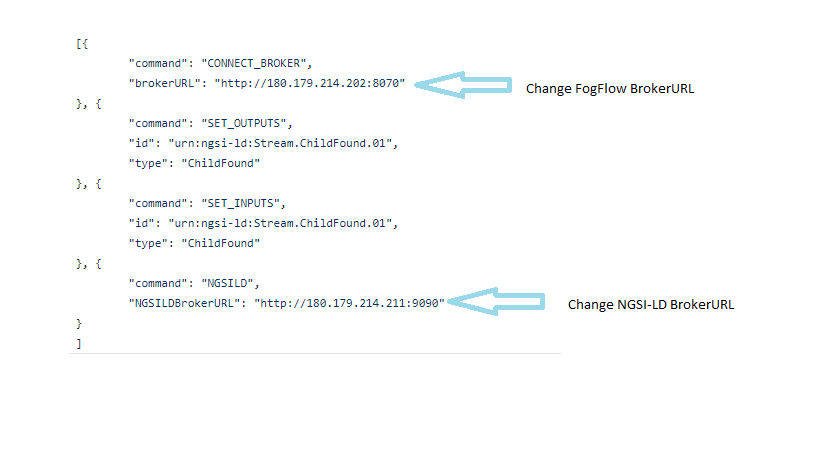 [{
"command": "CONNECT_BROKER",
"brokerURL": "http://180.179.214.202:8070"
Change FogFlow BrokerURL
}, {
"command": "SET_OUTPUTS",
"id": "urn:ngsi-ld:Stream.ChildFound.01",
"type": "ChildFound"
}, {
"command": "SET_INPUTS",
"id": "urn:ngsi-ld:Stream.ChildFound.01",
"type": "ChildFound"
}, {
"command": "NGSILD",
"NGSILDBrokerURL": "http://180.179.214.211:9090"
Change NGSI-LD BrokerURL
}
]